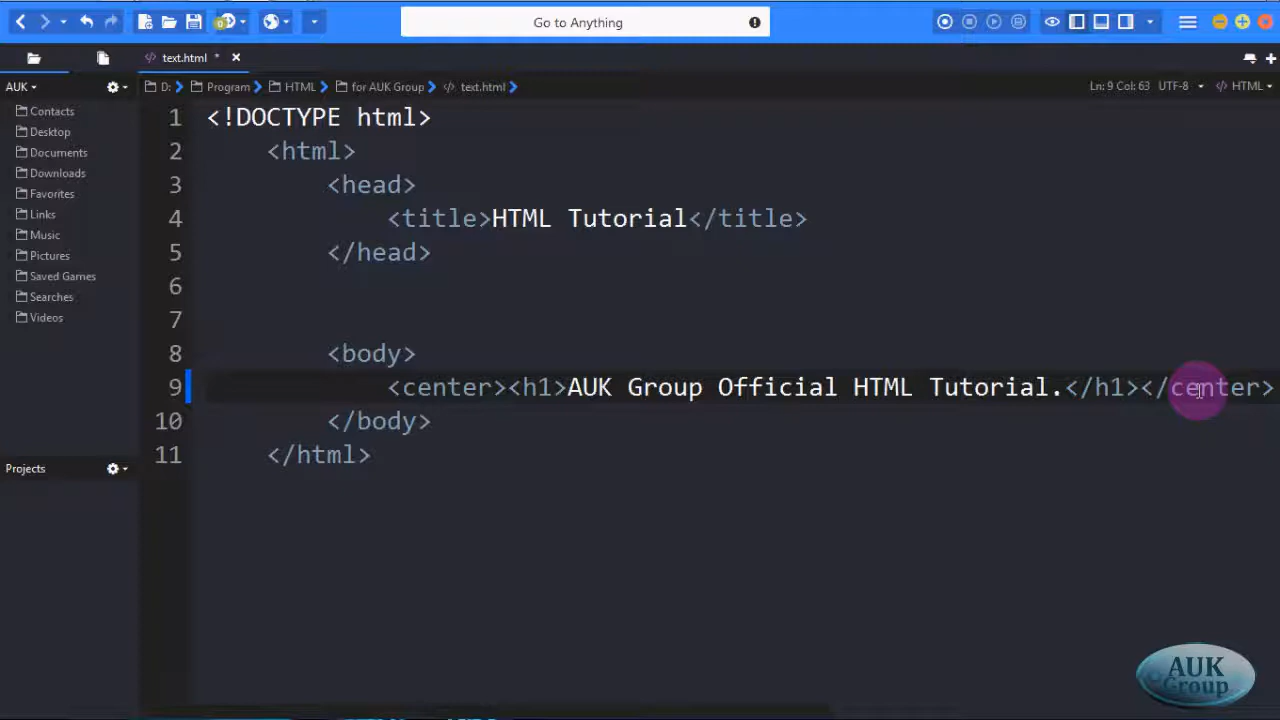 Go to Anything
text.html *
AUK
D: Program HTML for AUK Group text.html
Ln: 9 Col: 63 UTF-8 HTML
Contacts
Desktop
Documents
Downloads
Favorites
Links
Music
Pictures
Saved Games
Searches
Videos
Projects
1 <!DOCTYPE html>
2 <html>
3 <head>
4 <title>HTML Tutorial</title>
5 </head>
6
7
8 <body>
9 <center><h1>AUK Group Official HTML Tutorial.</h1></center>
10 </body>
11 </html>
AUK
Group